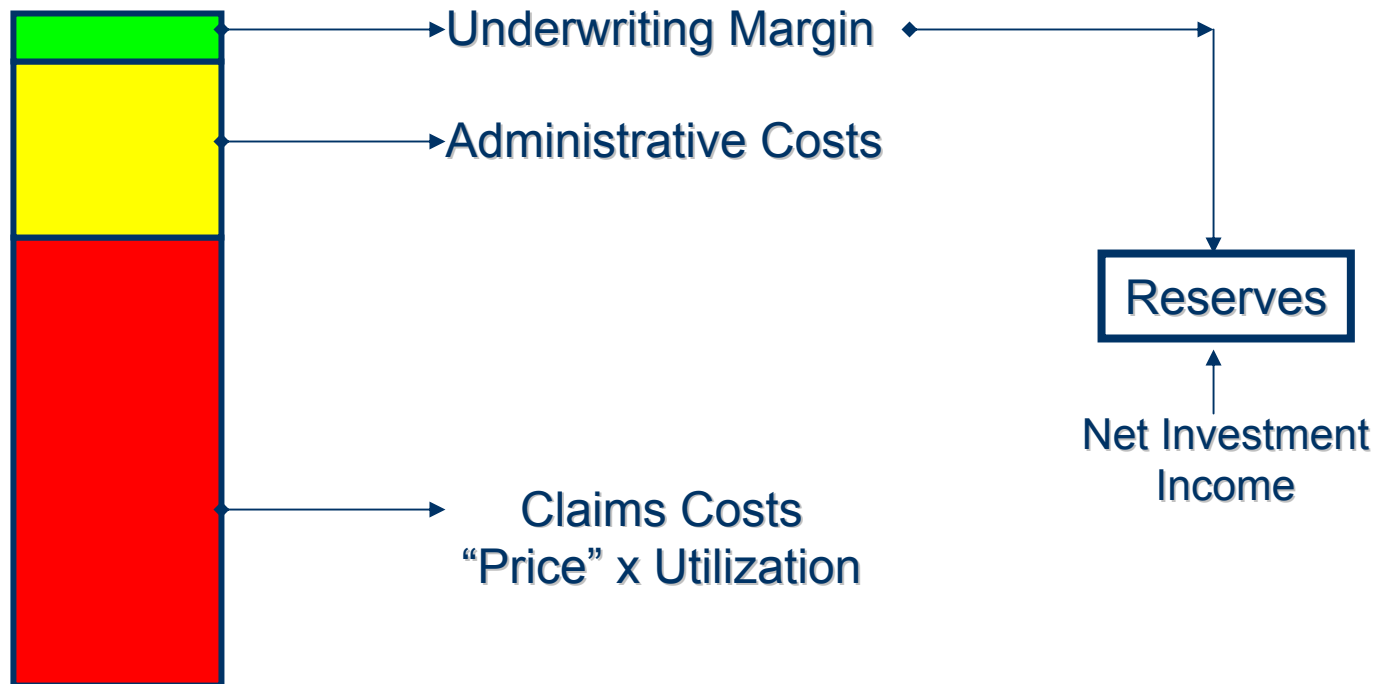 Underwriting Margin
Administrative Costs
Reserves
Net Investment
Income
Claims Costs
“Price” x Utilization